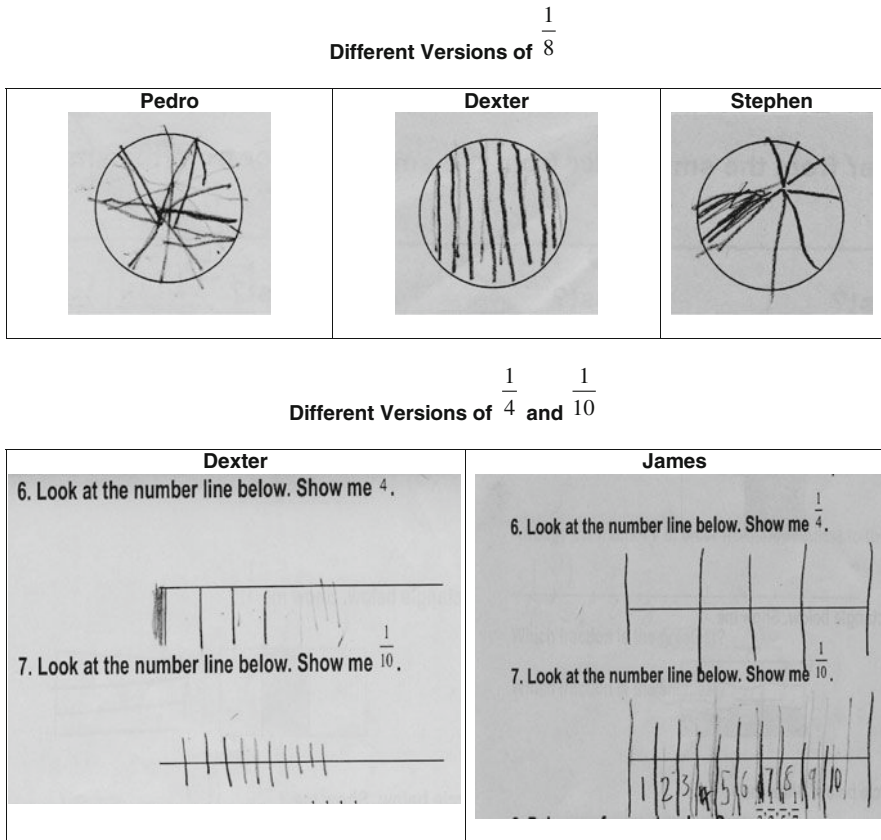 Different Versions of 1/8
Pedro
Dexter
Stephen
Different Versions of 1/4 and 1/10
Dexter
James
6. Look at the number line below. Show me 4.
7. Look at the number line below. Show me 1/10.
6. Look at the number line below. Show me 1/4.
7. Look at the number line below. Show me 1/10.
1 2 3 4 5 6 7 8 9 10